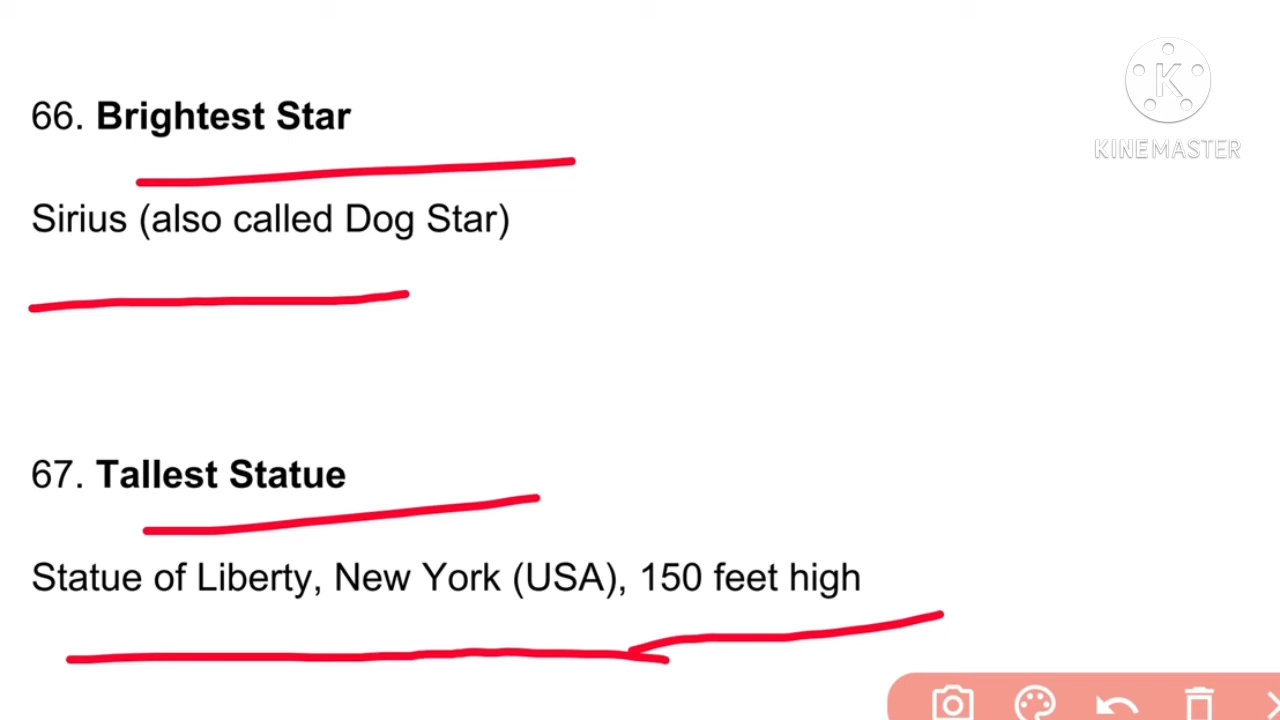 66. Brightest Star
K
KINEMASTER
Sirius (also called Dog Star)
67. Tallest Statue
Statue of Liberty, New York (USA), 150 feet high